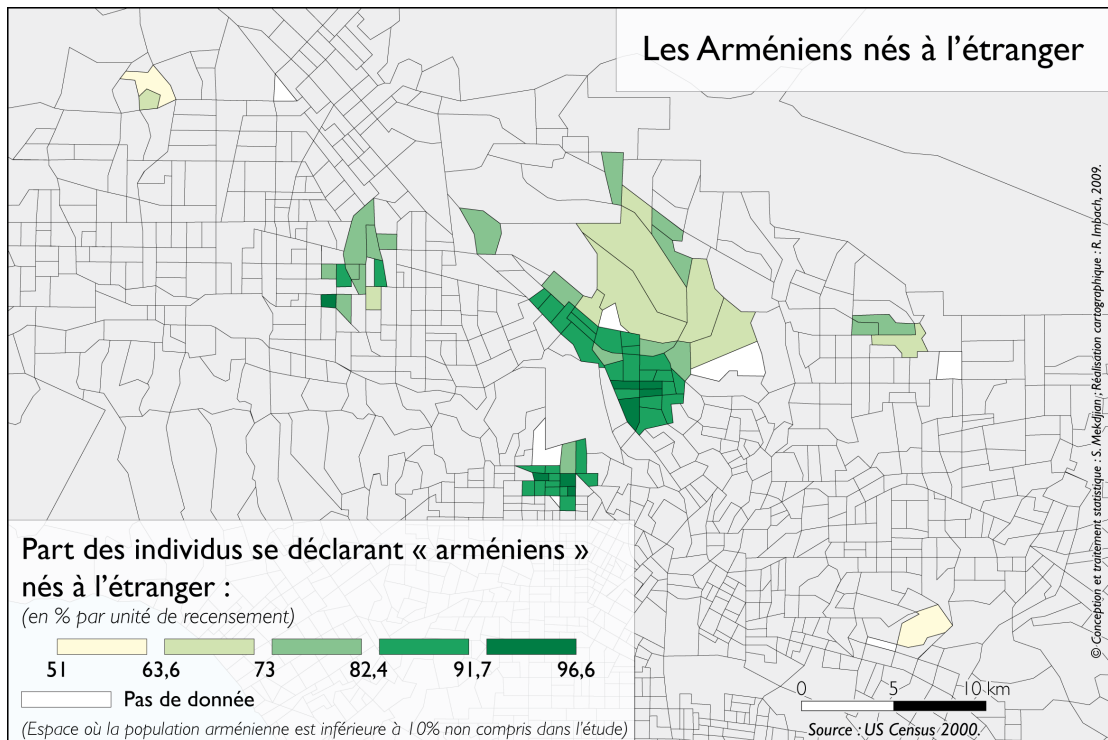 Les Arméniens nés à l'étranger
Part des individus se déclarant « arméniens »
nés à l'étranger :
(en % par unité de recensement)
51 63,6 73 82,4 91,7 96,6
Pas de donnée
(Espace où la population arménienne est inférieure à 10% non compris dans l'étude)
0 5 10 km
Source : US Census 2000.
© Conception et traitement statistique : S. Mekdjian ; Réalisation cartographique : R. Imbach, 2009.